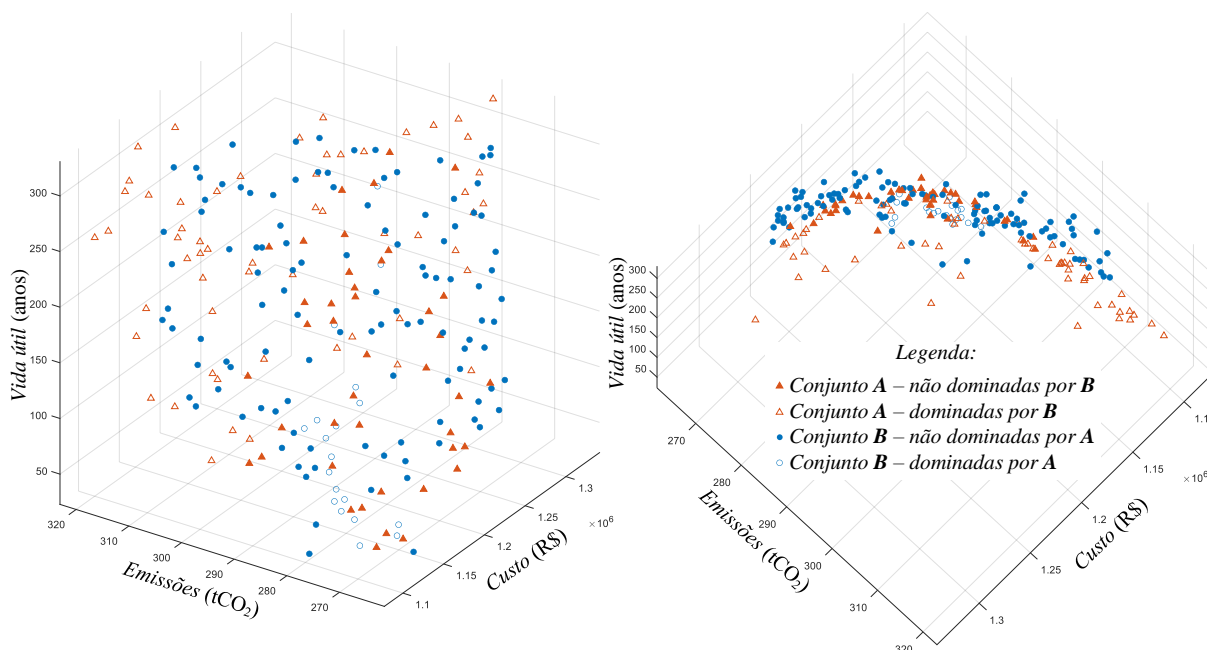 300
250
200
150
100
50
Vida útil (anos)
320
310
300
290
280
270
Emissões (tCO2)
1.1
1.15
1.2
1.25
1.3
× 10 6
Custo (R$)
300
250
200
150
100
50
Vida útil (anos)
270
280
290
300
310
320
Emissões (tCO2)
1.1
1.15
1.2
1.25
1.3
× 10 6
Custo (R$)
Legenda:
Conjunto A – não dominadas por B
Conjunto A – dominadas por B
Conjunto B – não dominadas por A
Conjunto B – dominadas por A